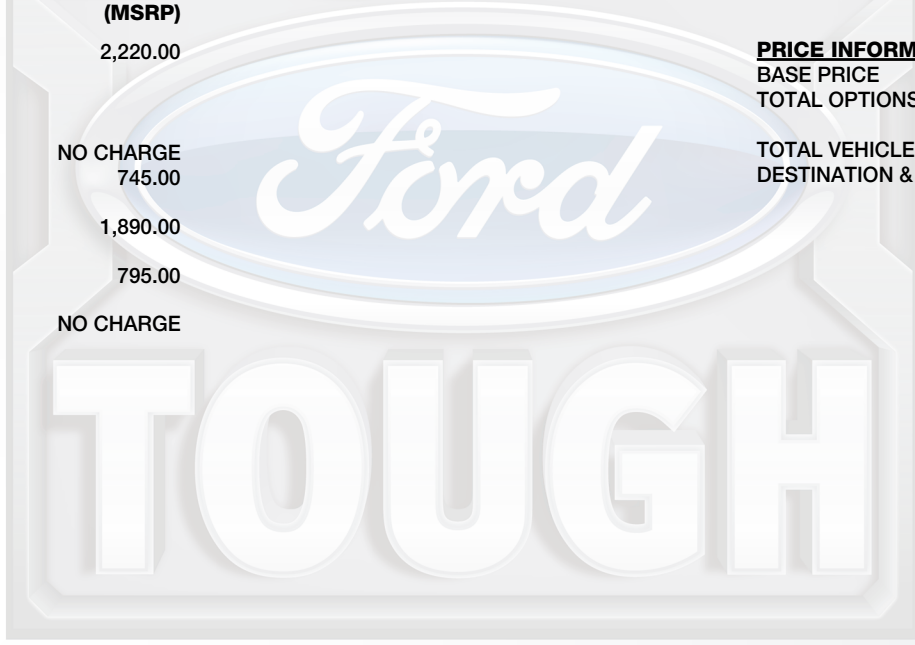 (MSRP)
2,220.00
NO CHARGE
745.00
1,890.00
795.00
NO CHARGE
PRICE INFORM
BASE PRICE
TOTAL OPTIONS
TOTAL VEHICLE
DESTINATION &
Ford
TOUGH